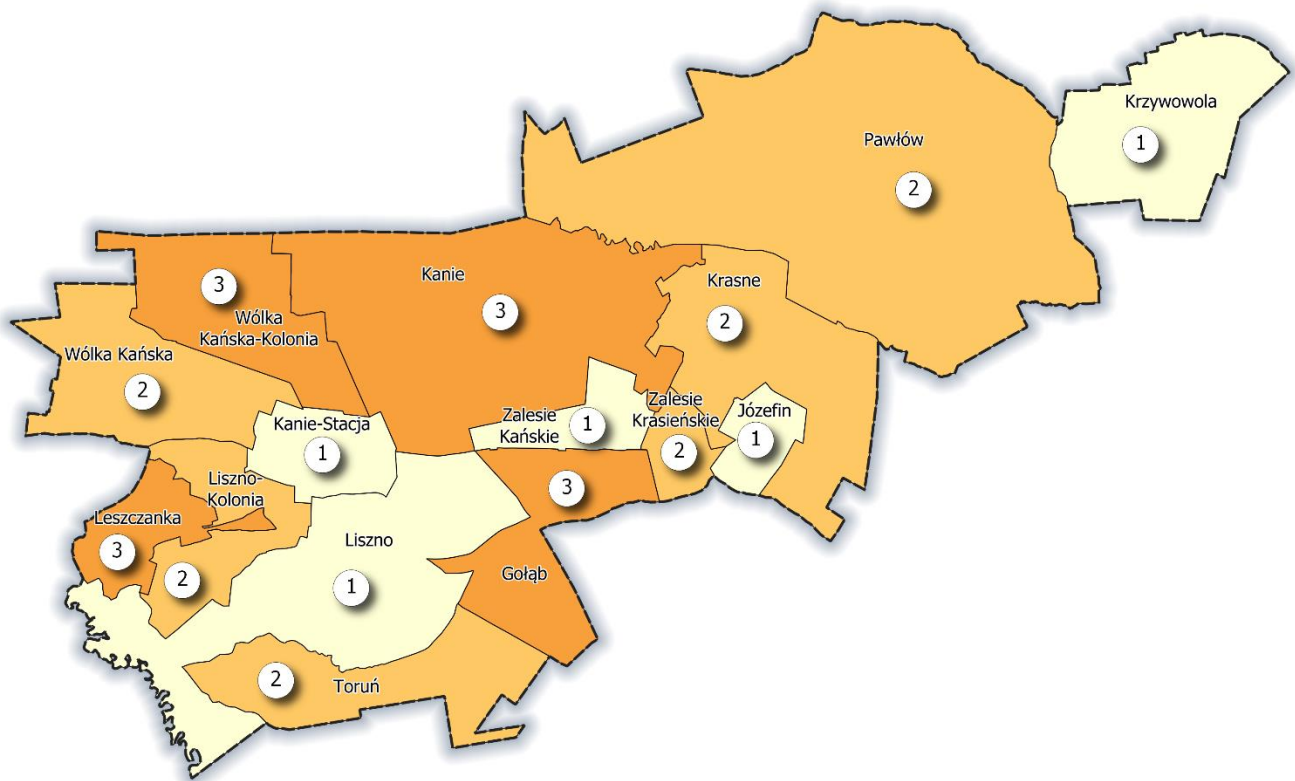 Krzywowola
1
Pawłów
2
Kanie
3
Krasne
2
3
Wólka
Kańska-Kolonia
Wólka Kańska
2
Kanie-Stacja
1
Zalesie
Kańskie
1
Zalesie
Krasieńskie
2
Józefin
1
Liszno-
Kolonia
2
3
Leszczanka
3
Liszno
1
Gołąb
Toruń
2